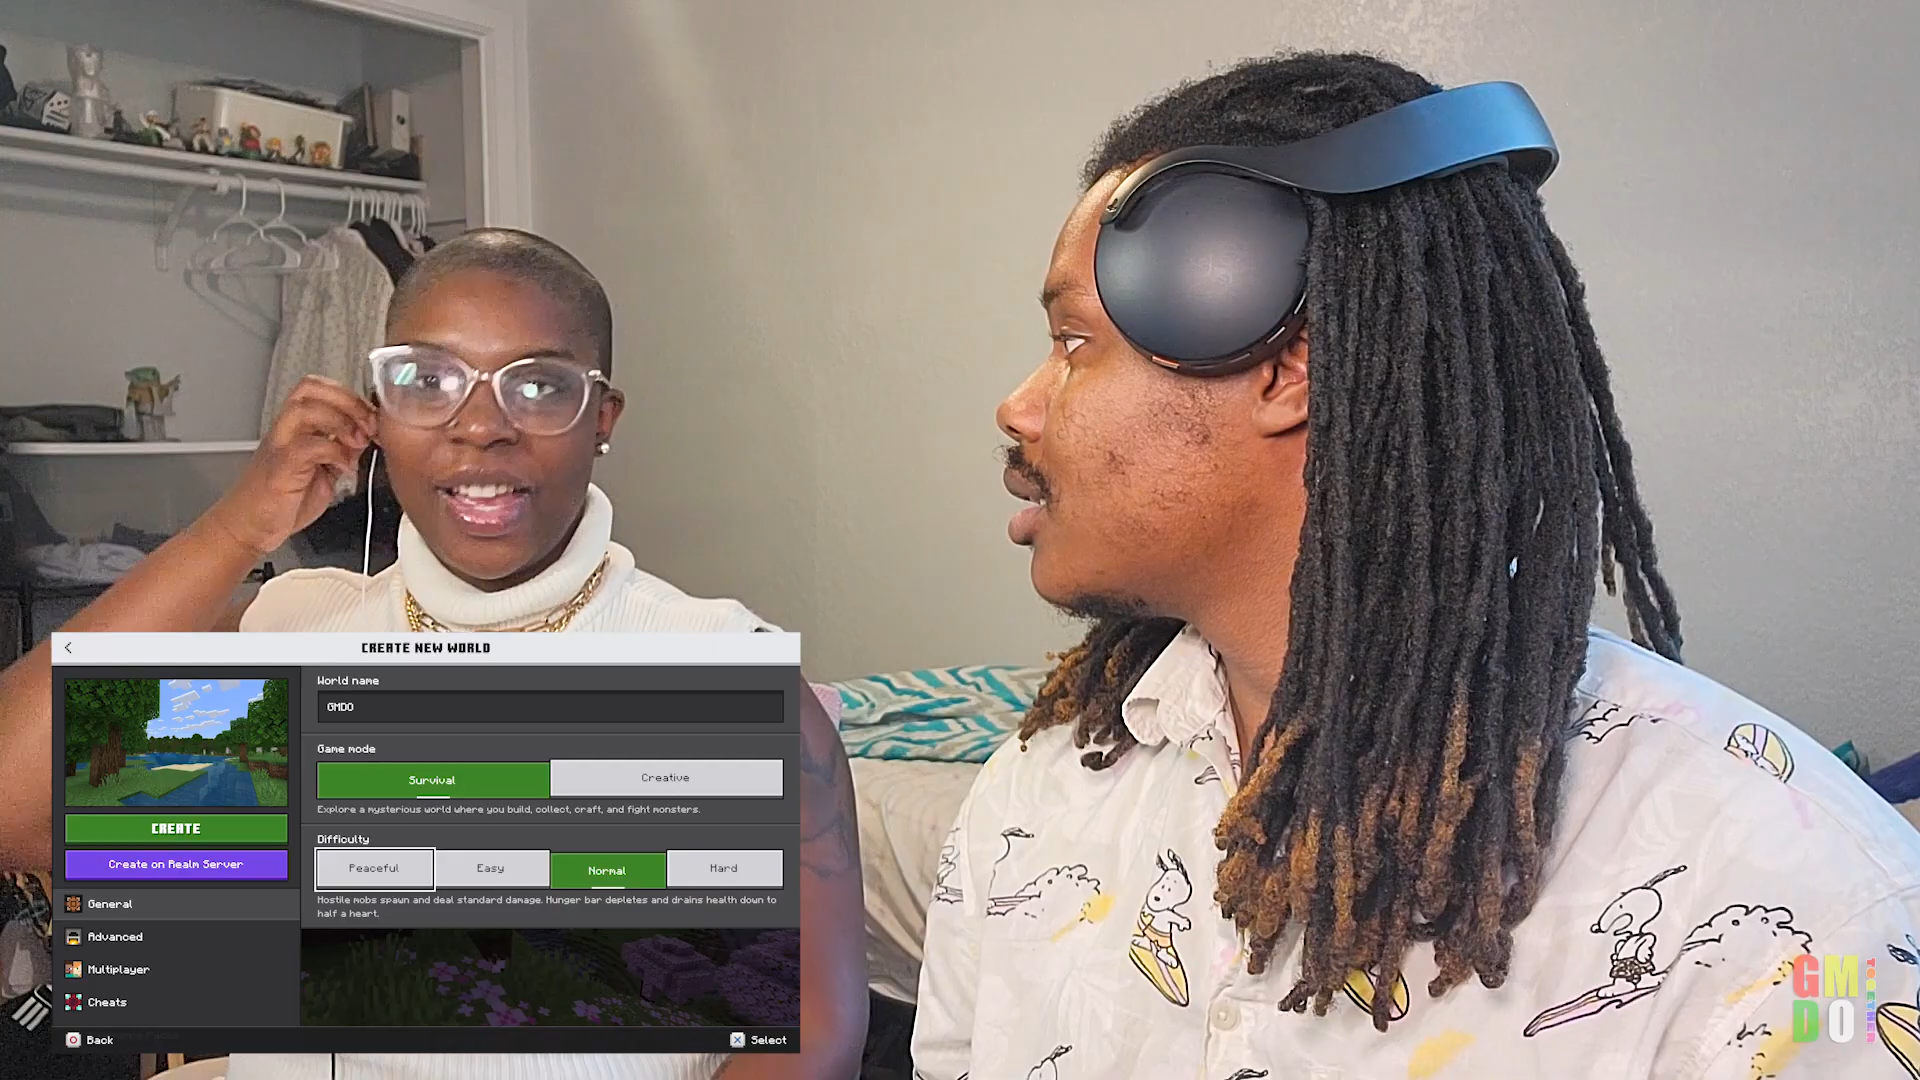 CREATE NEW WORLD
World name
GMDO
Game mode
Survival
Creative
Explore a mysterious world where you build, collect, craft, and fight monsters.
Difficulty
Peaceful
Easy
Normal
Hard
Hostile mobs spawn and deal standard damage. Hunger bar depletes and drains health down to
half a heart.
CREATE
Create on Realm Server
General
Advanced
Multiplayer
Cheats
Back
Select
GM
DO
TOGETHER